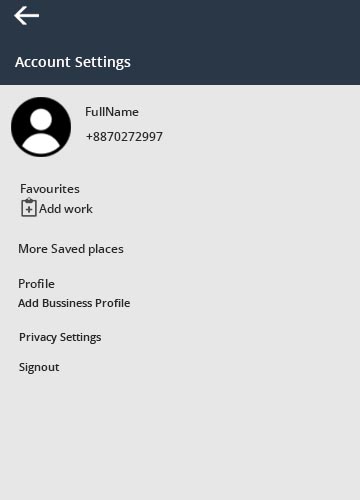 Account Settings
FullName
+8870272997
Favourites
Add work
More Saved places
Profile
Add Bussiness Profile
Privacy Settings
Signout